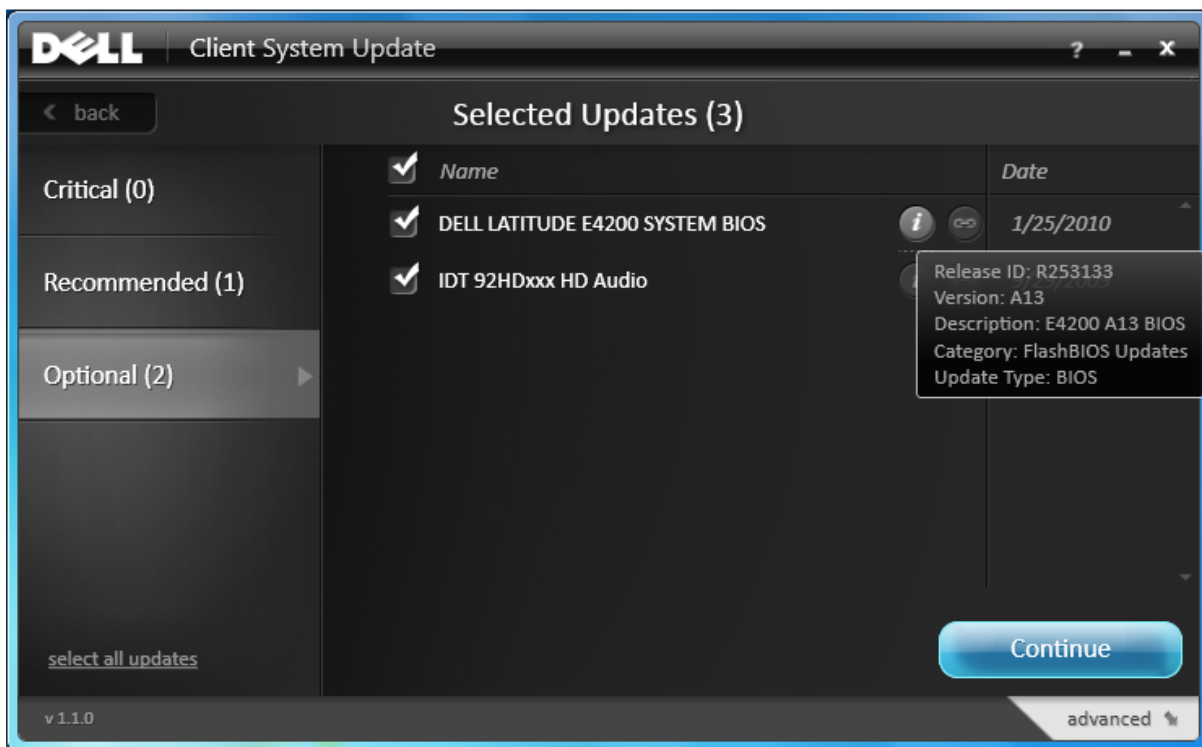 DELL Client System Update ?
back
Selected Updates (3)
Critical (0)
Recommended (1)
Optional (2)
select all updates
Name Date
DELL LATITUDE E4200 SYSTEM BIOS i 1/25/2010
IDT 92HDxxx HD Audio
Release ID: R253133
Version: A13
Description: E4200 A13 BIOS
Category: FlashBIOS Updates
Update Type: BIOS
Continue
v 1.1.0
advanced